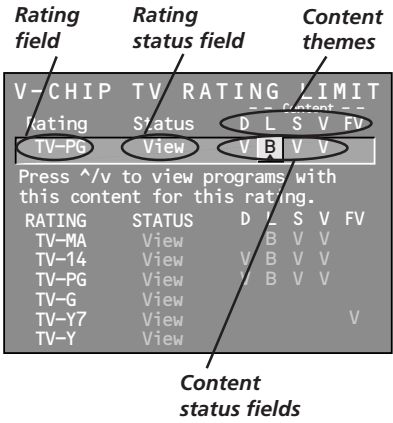 Rating field
Rating status field
Content themes
V-CHIP TV RATING LIMIT
- - Content - -
Rating Status D L S V FV
TV-PG View V B V V
Press ^/v to view programs with
this content for this rating.
RATING STATUS D L S V FV
TV-MA View B V V
TV-14 View V B V V
TV-PG View V B V V
TV-G View
TV-Y7 View V
TV-Y View
Content
status fields